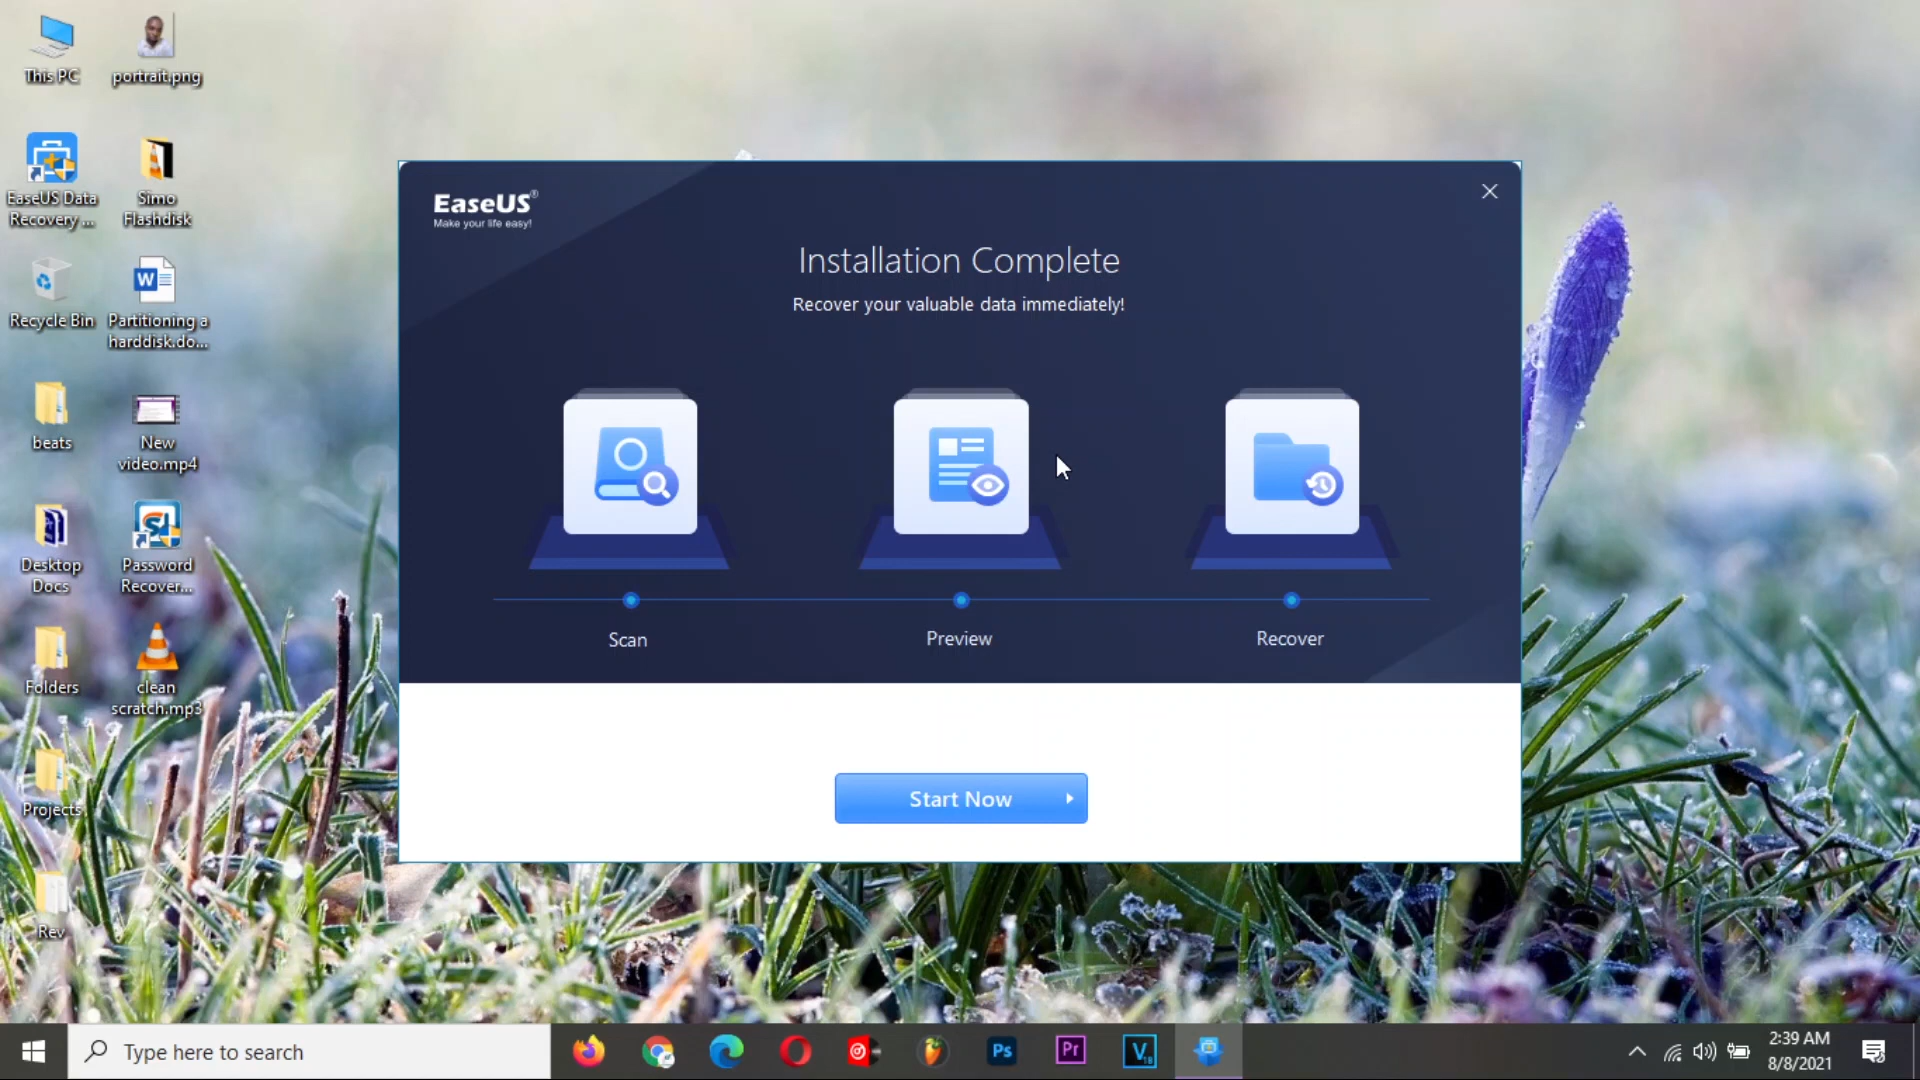 This PC
portrait.png
EaseUS Data
Recovery ...
Simo
Flashdisk
Recycle Bin
Partitioning a
harddisk.do...
beats
New
video.mp4
Desktop
Docs
Password
Recover...
Folders
clean
scratch.mp3
Projects
Rev
EaseUS®
Make your life easy!
Installation Complete
Recover your valuable data immediately!
Scan
Preview
Recover
Start Now
Type here to search
Ps
Pr
V
18
2:39 AM
8/8/2021